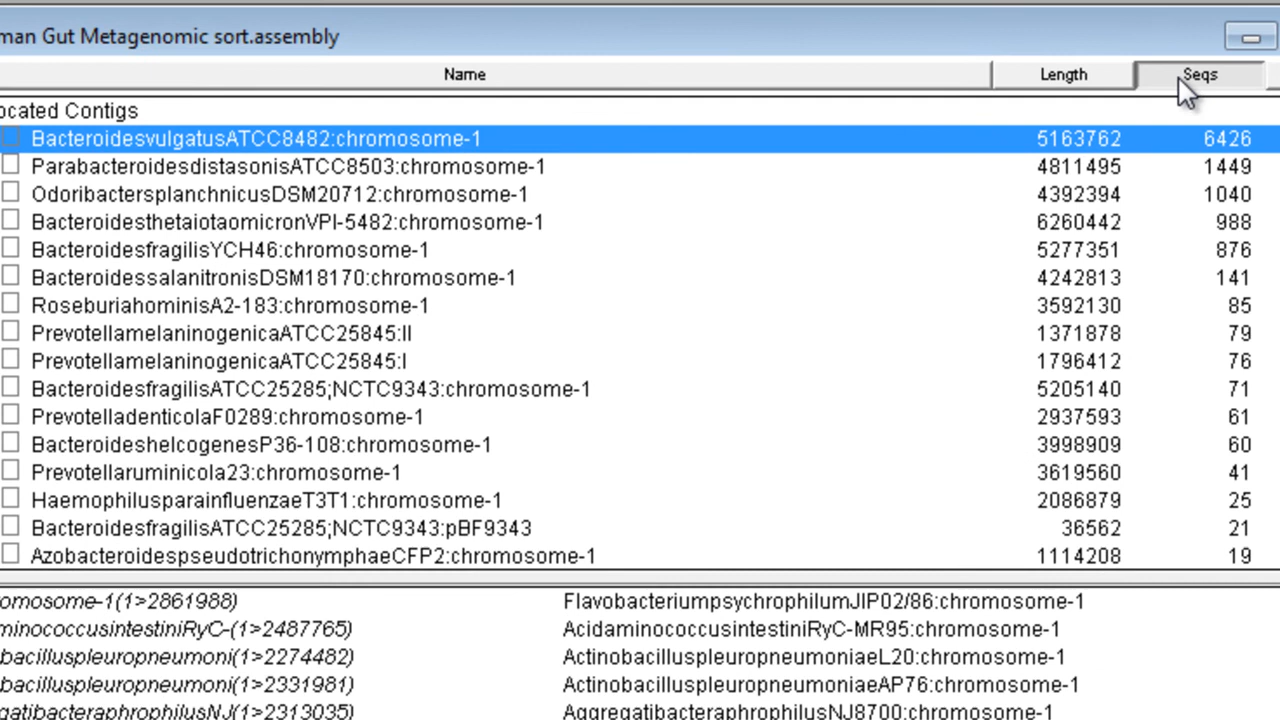 man Gut Metagenomic sort.assembly
Name Length Seqs
ocated Contigs
BacteroidesvulgatusATCC8482:chromosome-1 5163762 6426
ParabacteroidesdistasonisATCC8503:chromosome-1 4811495 1449
OdoribactersplanchnicusDSM20712:chromosome-1 4392394 1040
BacteroidesthetaiotaomicronVPI-5482:chromosome-1 6260442 988
BacteroidesfragilisYCH46:chromosome-1 5277351 876
BacteroidessalanitronisDSM18170:chromosome-1 4242813 141
RoseburiahominisA2-183:chromosome-1 3592130 85
PrevotellamelaninogenicaATCC25845:II 1371878 79
PrevotellamelaninogenicaATCC25845:I 1796412 76
BacteroidesfragilisATCC25285;NCTC9343:chromosome-1 5205140 71
PrevotelladenticolaF0289:chromosome-1 2937593 61
BacteroideshelcogenesP36-108:chromosome-1 3998909 60
Prevotellaruminicola23:chromosome-1 3619560 41
HaemophilusparainfluenzaeT3T1:chromosome-1 2086879 25
BacteroidesfragilisATCC25285;NCTC9343:pBF9343 36562 21
AzobacteroidespseudotrichonymphaeCFP2:chromosome-1 1114208 19
omosome-1(1>2861988) FlavobacteriumpsychrophilumJIP02/86:chromosome-1
minococcusintestiniRyC-(1>2487765) AcidaminococcusintestiniRyC-MR95:chromosome-1
bacilluspleuropneumoni(1>2274482) ActinobacilluspleuropneumoniaeL20:chromosome-1
bacilluspleuropneumoni(1>2331981) ActinobacilluspleuropneumoniaeAP76:chromosome-1
gatibacteraphrophilusNJ(1>2313035) AggregatibacteraphrophilusNJ8700:chromosome-1